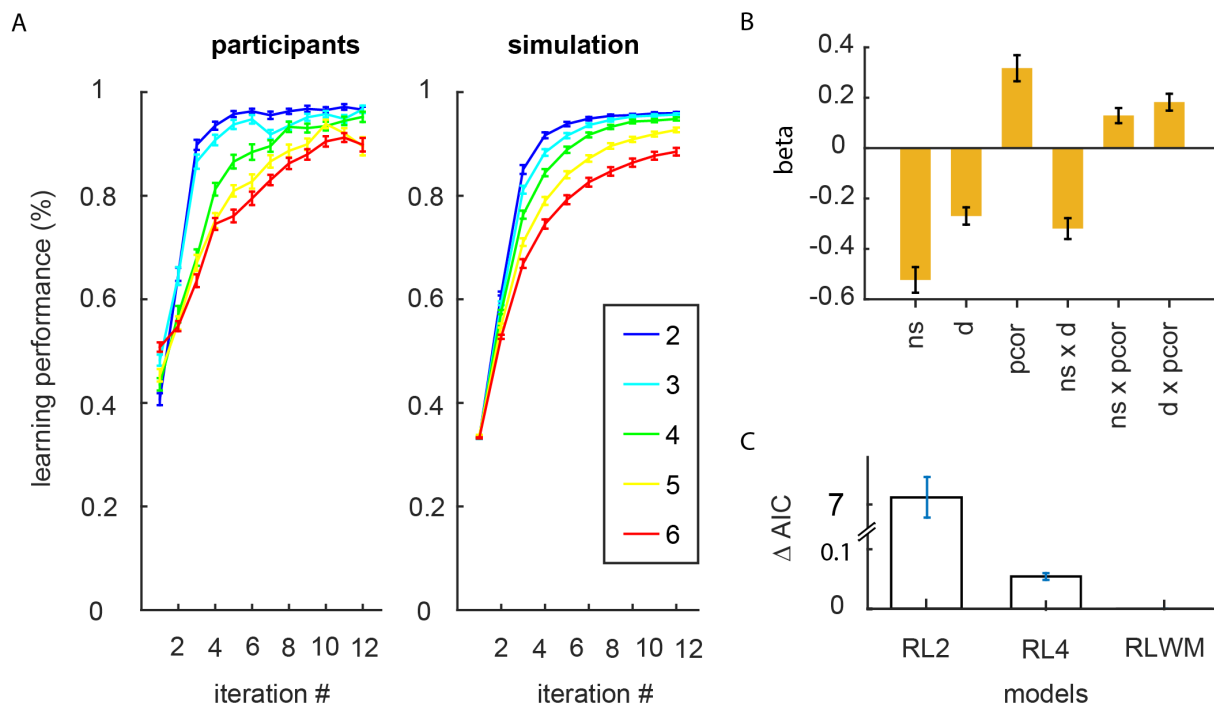 A
participants
simulation
learning performance (%)
1
0.8
0.6
0.4
0.2
0
2 4 6 8 10 12
iteration #
1
0.8
0.6
0.4
0.2
0
2 4 6 8 10 12
iteration #
2
3
4
5
6
B
beta
0.4
0.2
0
-0.2
-0.4
-0.6
ns
d
pcor
ns x d
ns x pcor
d x pcor
C
Δ AIC
7
0.1
0
RL2 RL4 RLWM
models